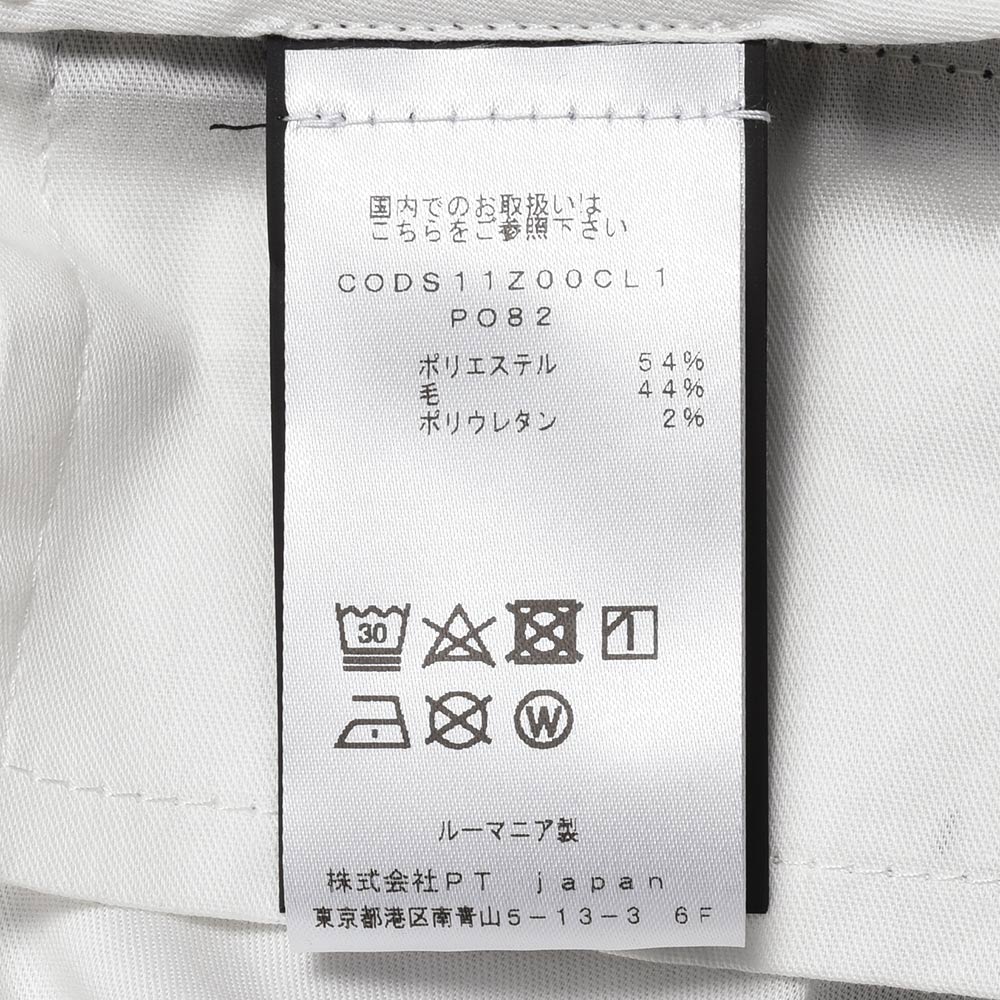 国内でのお取扱いは
こちらをご参照下さい
CODS11Z00CL1
PO82
ポリエステル 54%
毛 44%
ポリウレタン 2%
30
W
ルーマニア製
株式会社PT japan
東京都港区南青山5-13-3 6F